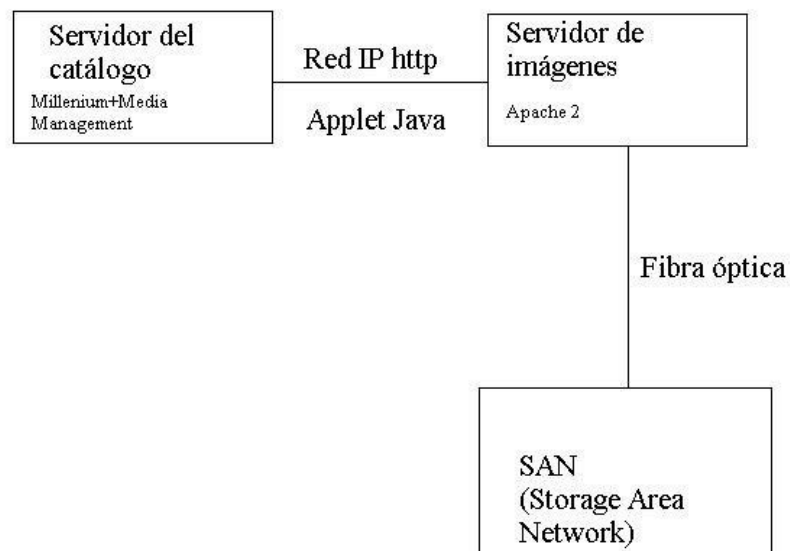 Servidor del
catálogo
Millenium+Media
Management
Red IP http
Applet Java
Servidor de
imágenes
Apache 2
Fibra óptica
SAN
(Storage Area
Network)